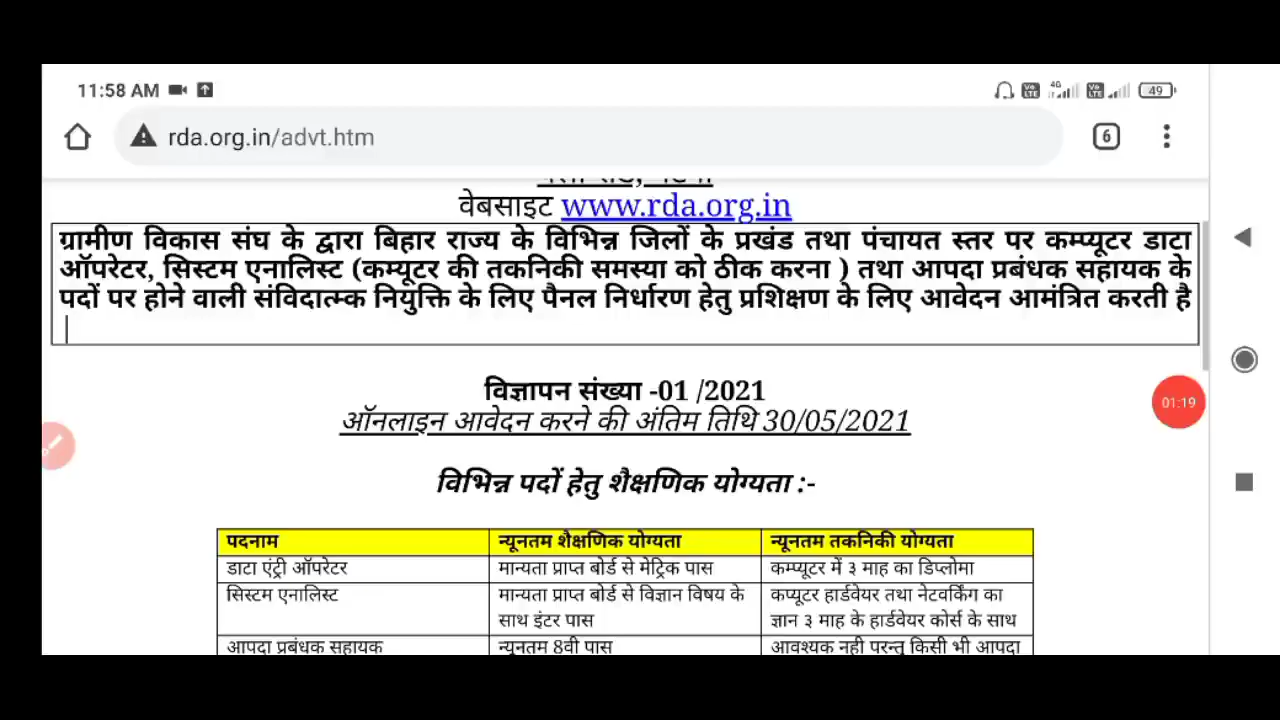 11:58 AM
4G
49
rda.org.in/advt.htm
6
वेबसाइट www.rda.org.in
ग्रामीण विकास संघ के द्वारा बिहार राज्य के विभिन्न जिलों के प्रखंड तथा पंचायत स्तर पर कम्प्यूटर डाटा
ऑपरेटर, सिस्टम एनालिस्ट (कम्यूटर की तकनिकी समस्या को ठीक करना ) तथा आपदा प्रबंधक सहायक के
पदों पर होने वाली संविदात्म्क नियुक्ति के लिए पैनल निर्धारण हेतु प्रशिक्षण के लिए आवेदन आमंत्रित करती है
विज्ञापन संख्या -01 /2021
01:19
ऑनलाइन आवेदन करने की अंतिम तिथि 30/05/2021
विभिन्न पदों हेतु शैक्षणिक योग्यता :-
पदनाम न्यूनतम शैक्षणिक योग्यता न्यूनतम तकनिकी योग्यता
डाटा एंट्री ऑपरेटर मान्यता प्राप्त बोर्ड से मेट्रिक पास कम्प्यूटर में ३ माह का डिप्लोमा
सिस्टम एनालिस्ट मान्यता प्राप्त बोर्ड से विज्ञान विषय के कप्यूटर हार्डवेयर तथा नेटवर्किंग का
साथ इंटर पास ज्ञान ३ माह के हार्डवेयर कोर्स के साथ
आपदा प्रबंधक सहायक न्यूनतम 8वी पास आवश्यक नही परन्तु किसी भी आपदा